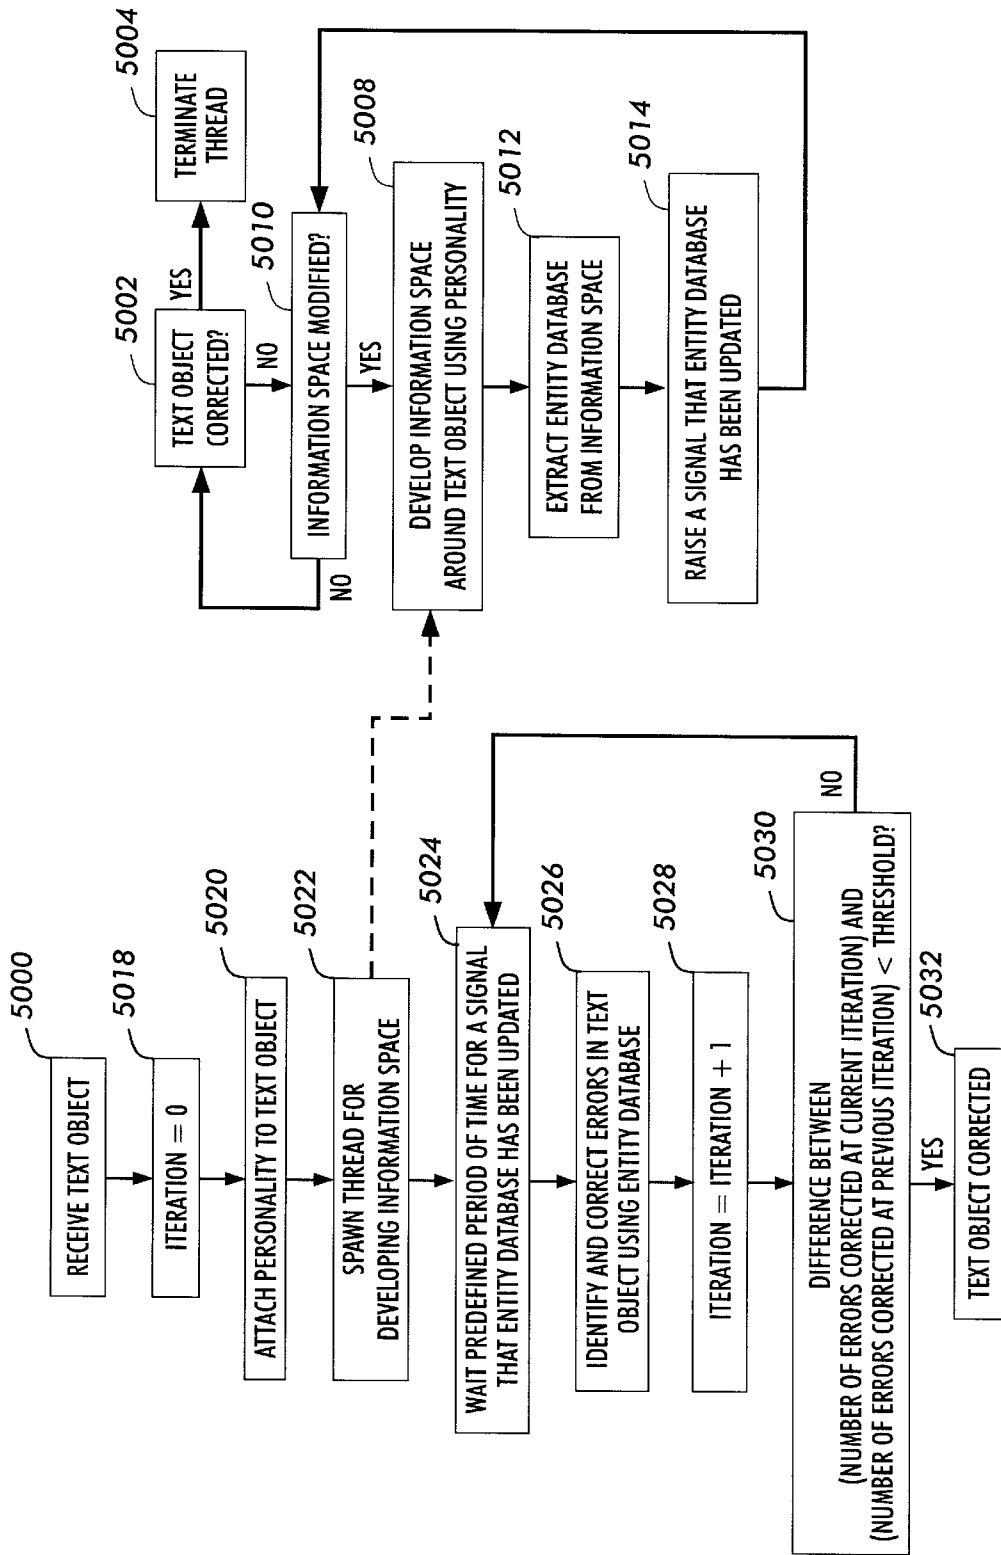 5000
RECEIVE TEXT OBJECT
5018
ITERATION = 0
5020
ATTACH PERSONALITY TO TEXT OBJECT
5022
SPAWN THREAD FOR
DEVELOPING INFORMATION SPACE
5024
WAIT PREDEFINED PERIOD OF TIME FOR A SIGNAL
THAT ENTITY DATABASE HAS BEEN UPDATED
5026
IDENTIFY AND CORRECT ERRORS IN TEXT
OBJECT USING ENTITY DATABASE
5028
ITERATION = ITERATION + 1
5030
DIFFERENCE BETWEEN
(NUMBER OF ERRORS CORRECTED AT CURRENT ITERATION) AND
(NUMBER OF ERRORS CORRECTED AT PREVIOUS ITERATION) < THRESHOLD?
NO
YES
5032
TEXT OBJECT CORRECTED
5002
TEXT OBJECT
CORRECTED?
YES
5004
TERMINATE
THREAD
NO
5010
INFORMATION SPACE MODIFIED?
NO
YES
5008
DEVELOP INFORMATION SPACE
AROUND TEXT OBJECT USING PERSONALITY
5012
EXTRACT ENTITY DATABASE
FROM INFORMATION SPACE
5014
RAISE A SIGNAL THAT ENTITY DATABASE
HAS BEEN UPDATED